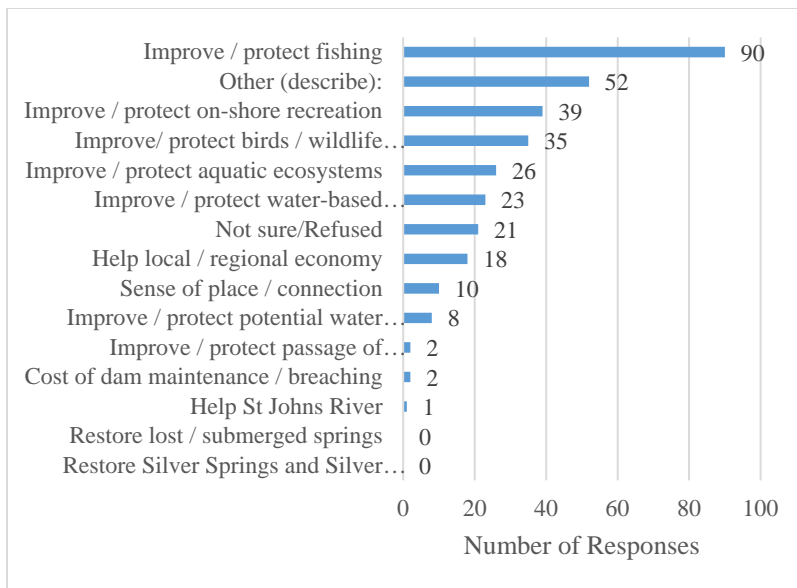 Improve / protect fishing 90
Other (describe): 52
Improve / protect on-shore recreation 39
Improve/ protect birds / wildlife… 35
Improve / protect aquatic ecosystems 26
Improve / protect water-based… 23
Not sure/Refused 21
Help local / regional economy 18
Sense of place / connection 10
Improve / protect potential water… 8
Improve / protect passage of… 2
Cost of dam maintenance / breaching 2
Help St Johns River 1
Restore lost / submerged springs 0
Restore Silver Springs and Silver… 0
0 20 40 60 80 100
Number of Responses